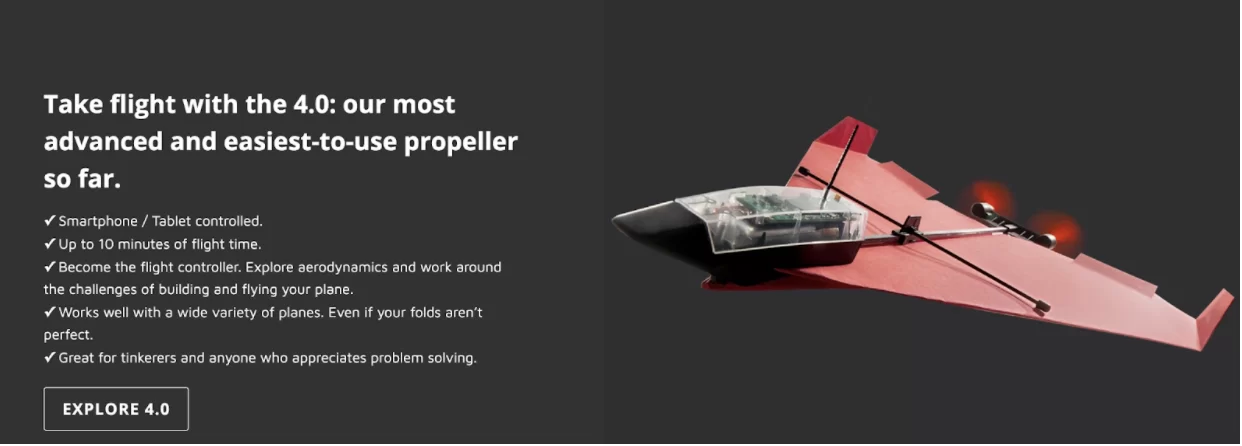 Take flight with the 4.0: our most
advanced and easiest-to-use propeller
so far.
✔Smartphone / Tablet controlled.
✔Up to 10 minutes of flight time.
✔Become the flight controller. Explore aerodynamics and work around
the challenges of building and flying your plane.
✔Works well with a wide variety of planes. Even if your folds aren’t
perfect.
✔Great for tinkerers and anyone who appreciates problem solving.
EXPLORE 4.0